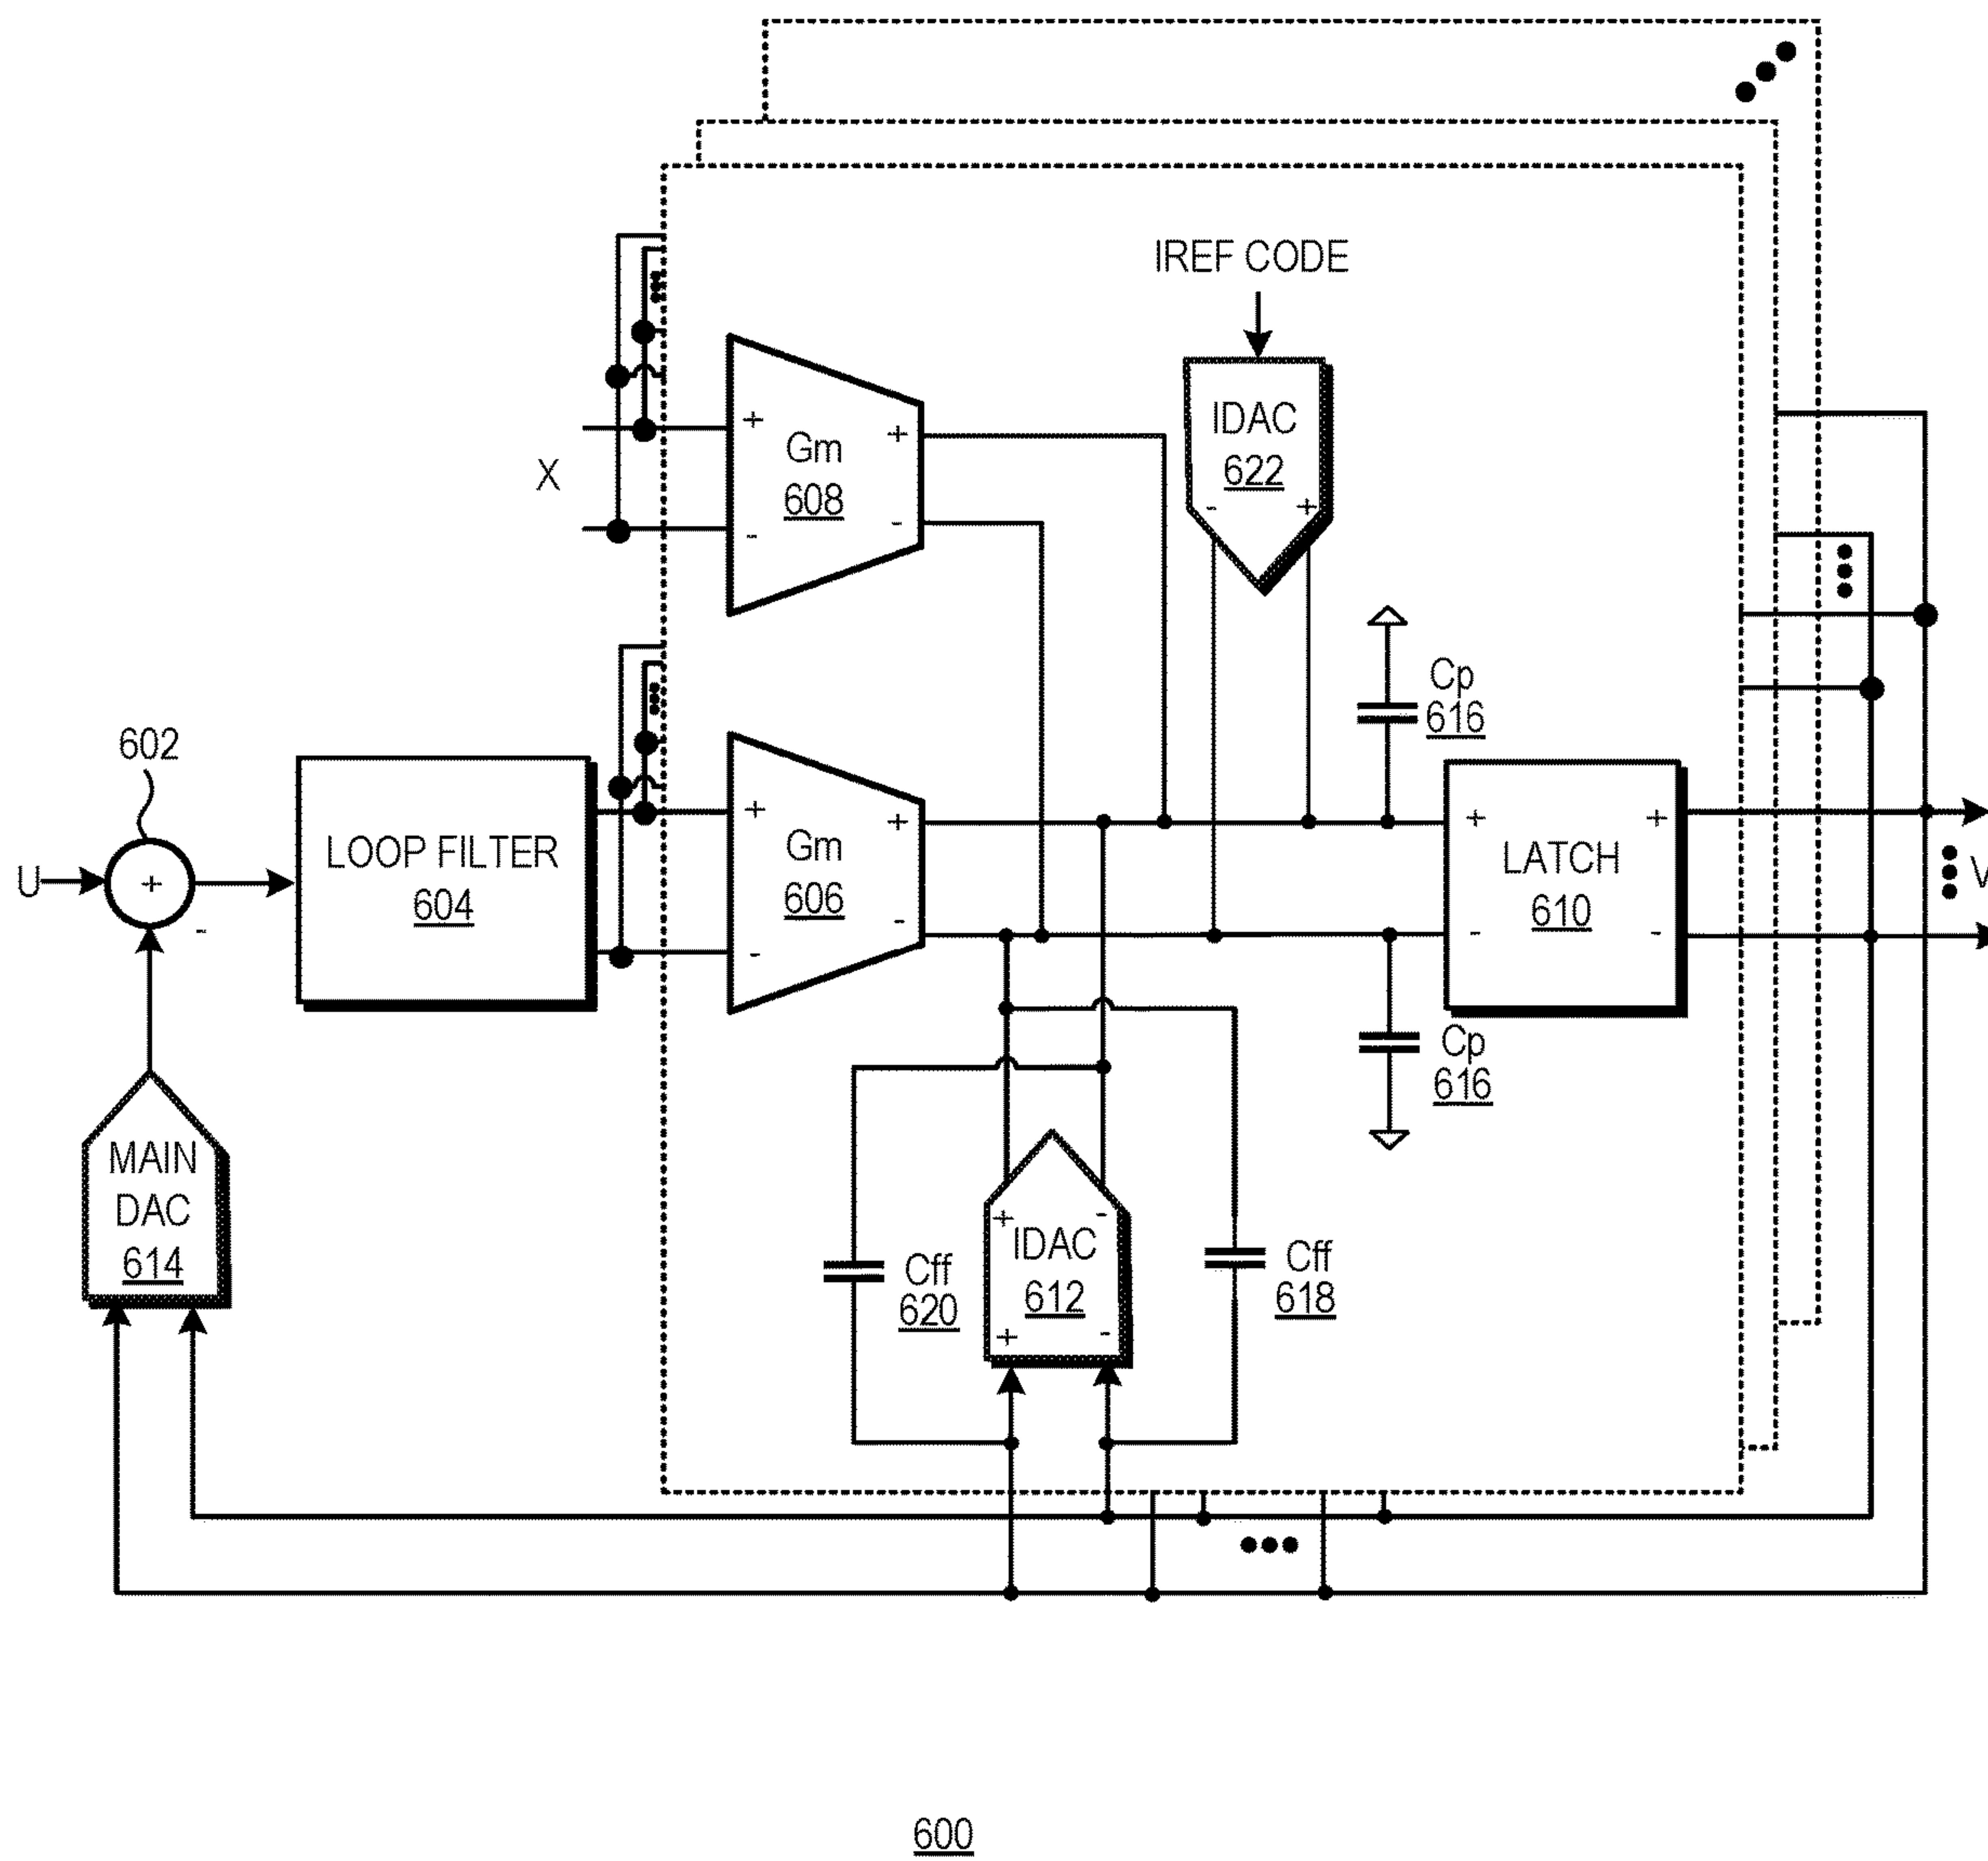 IREF CODE
IDAC
622
+
-
Gm
608
+
-
+
-
X
Cp
616
602
U
+
-
LOOP FILTER
604
+
-
Gm
606
+
-
+
-
LATCH
610
+
-
V
Cp
616
MAIN
DAC
614
Cff
620
+
-
IDAC
612
+
-
Cff
618
600